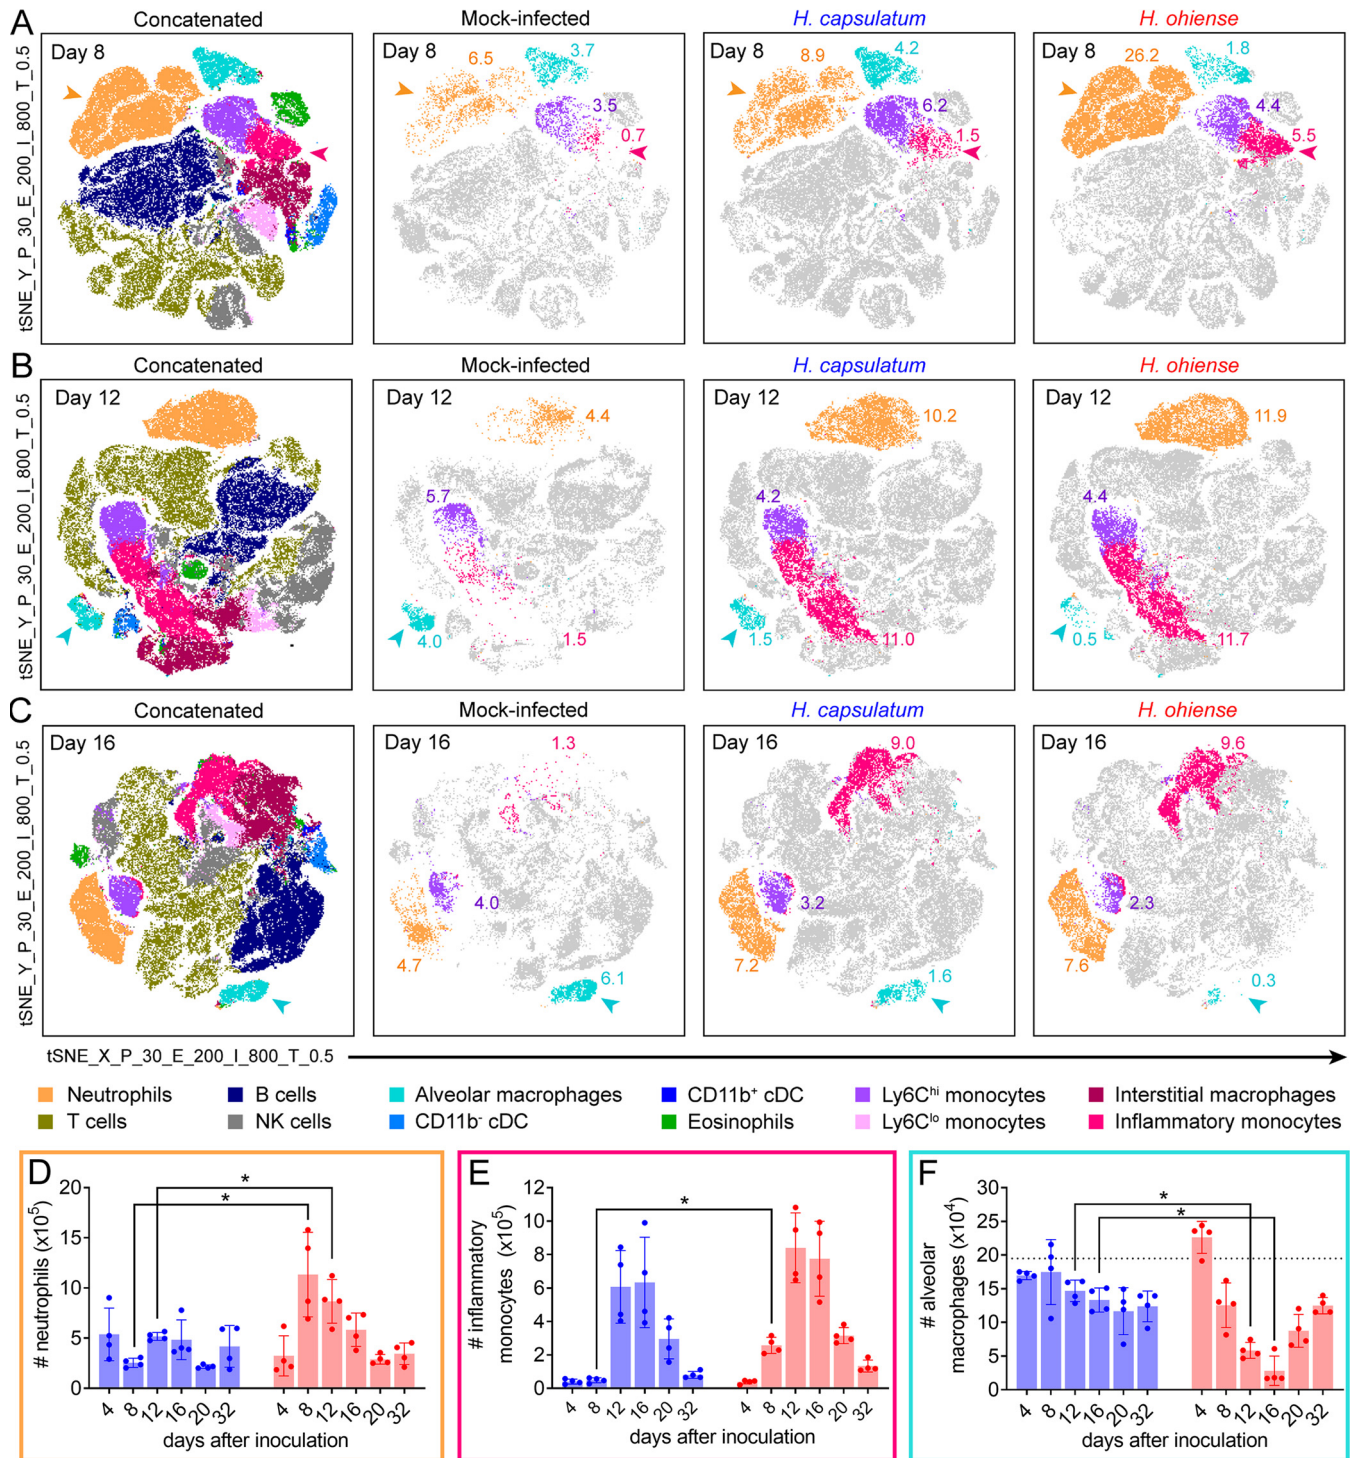 A
Concatenated
Mock-infected
H. capsulatum
H. ohiense
tSNE_Y_P_30_E_200_I_800_T_0.5
Day 8
Day 8
6.5
3.7
3.5
0.7
Day 8
8.9
4.2
6.2
1.5
Day 8
26.2
1.8
4.4
5.5
B
Concatenated
Mock-infected
H. capsulatum
H. ohiense
tSNE_Y_P_30_E_200_I_800_T_0.5
Day 12
Day 12
4.4
5.7
4.0
1.5
Day 12
10.2
4.2
1.5
11.0
Day 12
11.9
4.4
0.5
11.7
C
Concatenated
Mock-infected
H. capsulatum
H. ohiense
tSNE_Y_P_30_E_200_I_800_T_0.5
Day 16
Day 16
1.3
4.0
4.7
6.1
Day 16
9.0
3.2
7.2
1.6
Day 16
9.6
2.3
7.6
0.3
tSNE_X_P_30_E_200_I_800_T_0.5
Neutrophils
B cells
Alveolar macrophages
CD11b⁺ cDC
Ly6Cʰⁱ monocytes
Interstitial macrophages
T cells
NK cells
CD11b⁻ cDC
Eosinophils
Ly6Cˡᵒ monocytes
Inflammatory monocytes
D
# neutrophils (x10⁵)
20
15
10
5
0
*
*
4 8 12 16 20 32 4 8 12 16 20 32
days after inoculation
E
# inflammatory
monocytes (x10⁵)
12
10
8
6
4
2
0
*
4 8 12 16 20 32 4 8 12 16 20 32
days after inoculation
F
# alveolar
macrophages (x10⁴)
30
25
20
15
10
5
0
*
*
4 8 12 16 20 32 4 8 12 16 20 32
days after inoculation